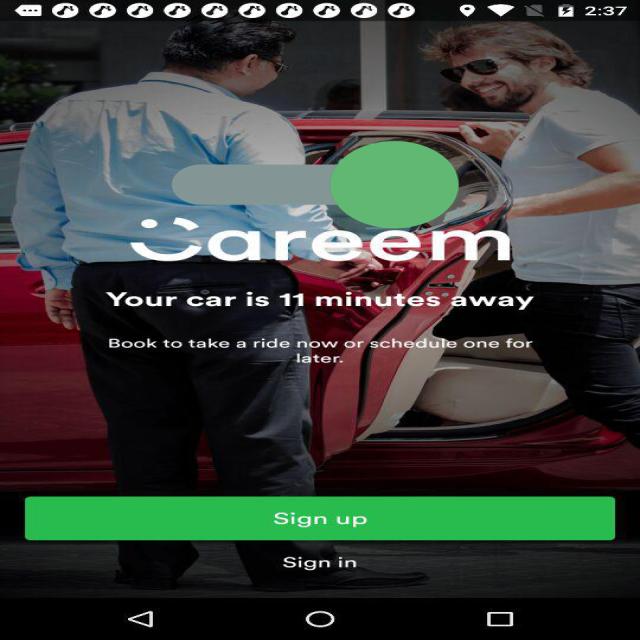 2:37
Careem
Your car is 11 minutes away
Book to take a ride now or schedule one for
later.
Sign up
Sign in